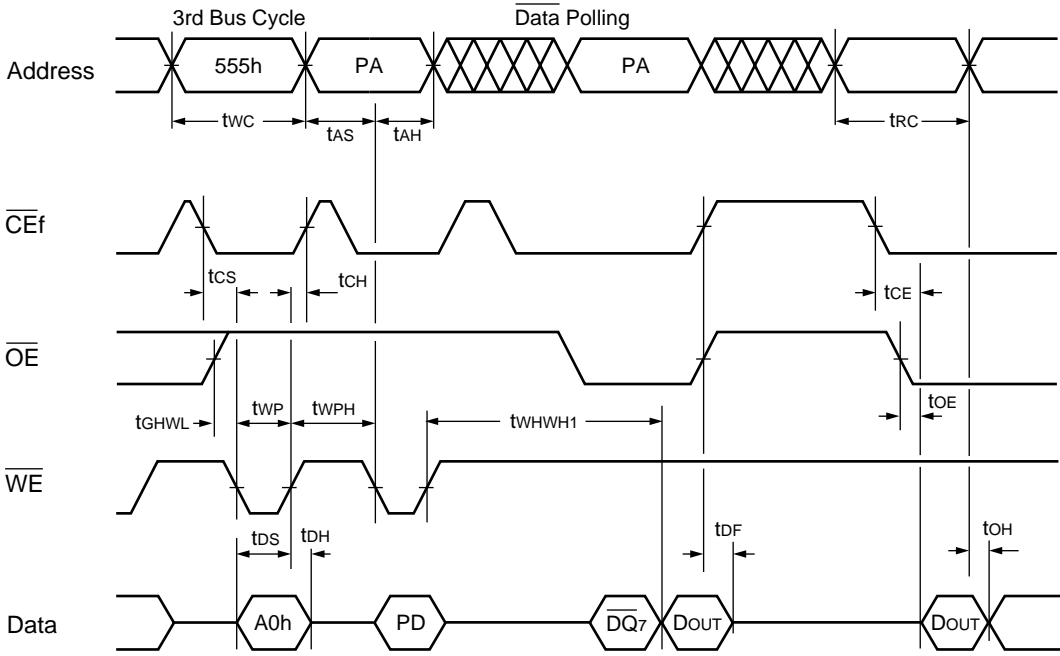 3rd Bus Cycle
Data Polling
Address
555h
PA
PA
tWC
tAS
tAH
tRC
CEf
tCS
tCH
tCE
OE
tGHWL
tWP
tWPH
tWHWH1
tOE
WE
tDS
tDH
tDF
tOH
Data
A0h
PD
DQ7
DOUT
DOUT